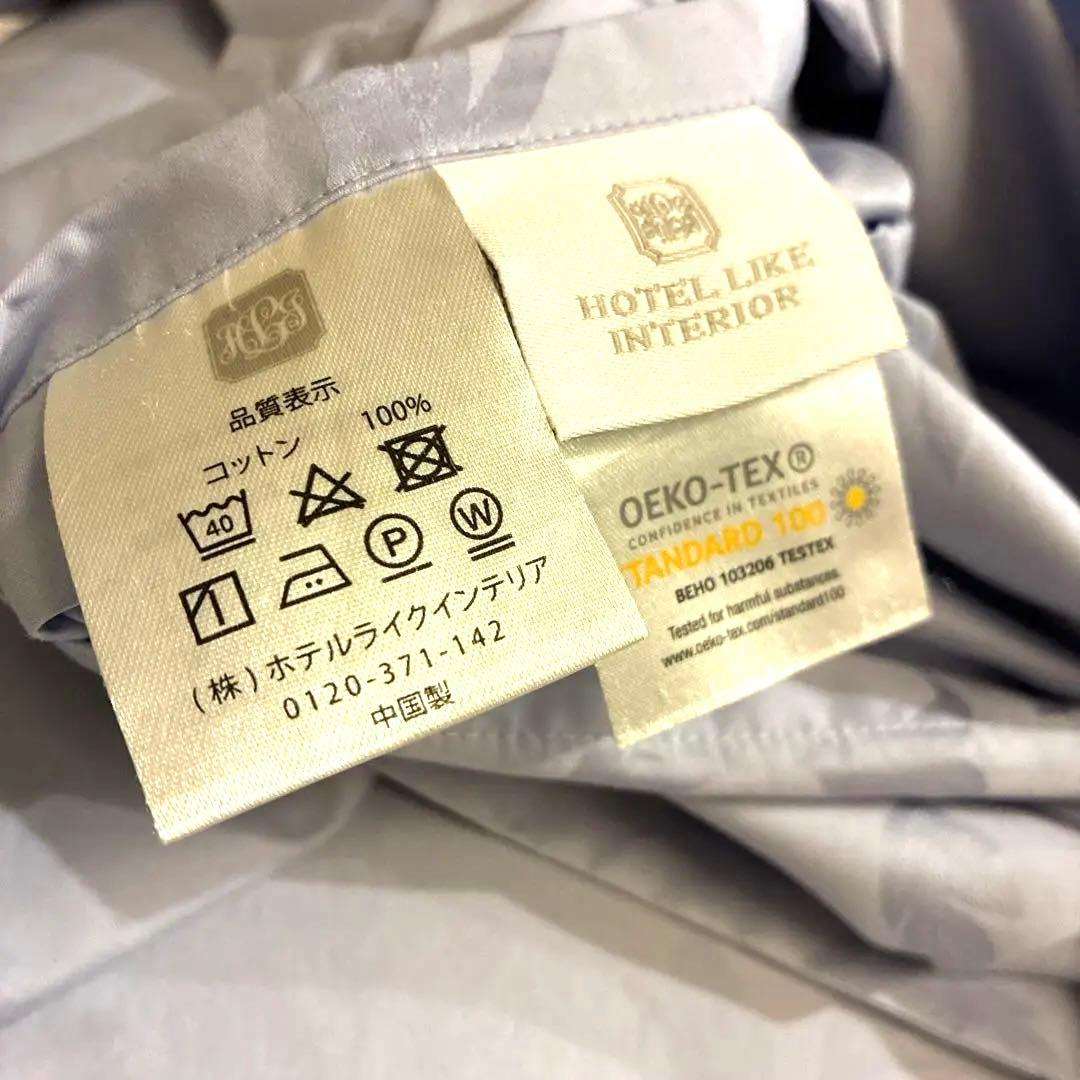 HLI
品質表示
コットン 100%
40
P W
(株)ホテルライクインテリア
0120-371-142
中国製
HOTEL LIKE
INTERIOR
OEKO-TEX®
CONFIDENCE IN TEXTILES
STANDARD 100
BEHO 103206 TESTEX
Tested for harmful substances.
www.oeko-tex.com/standard100